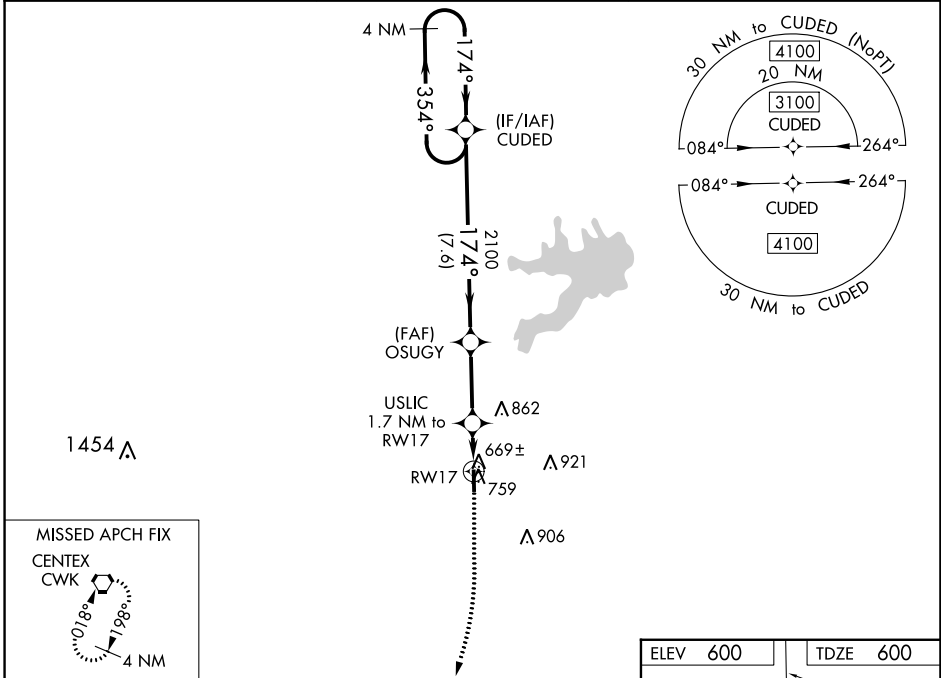 4 NM
174°
354°
(IF/IAF)
CUDED
2100
174°
(7.6)
(FAF)
OSUGY
USLIC
1.7 NM to
RW17
862
669±
921
RW17
759
906
1454
30 NM to CUDED (NoPT)
4100
20 NM
3100
CUDED
084°
264°
084°
264°
CUDED
4100
30 NM to CUDED
MISSED APCH FIX
CENTEX
CWK
018°
198°
4 NM
ELEV 600
TDZE 600